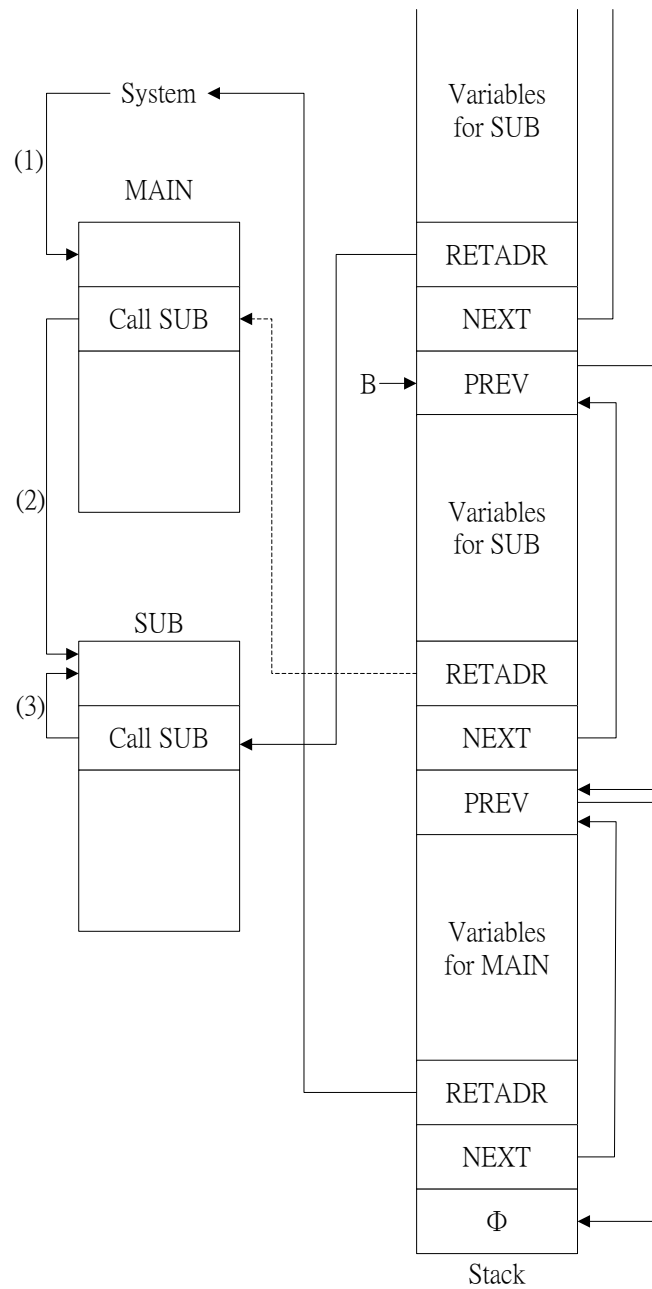 System
(1)
MAIN
Call SUB
(2)
SUB
(3)
Call SUB
Variables
for SUB
RETADR
NEXT
B
PREV
Variables
for SUB
RETADR
NEXT
PREV
Variables
for MAIN
RETADR
NEXT
Φ
Stack